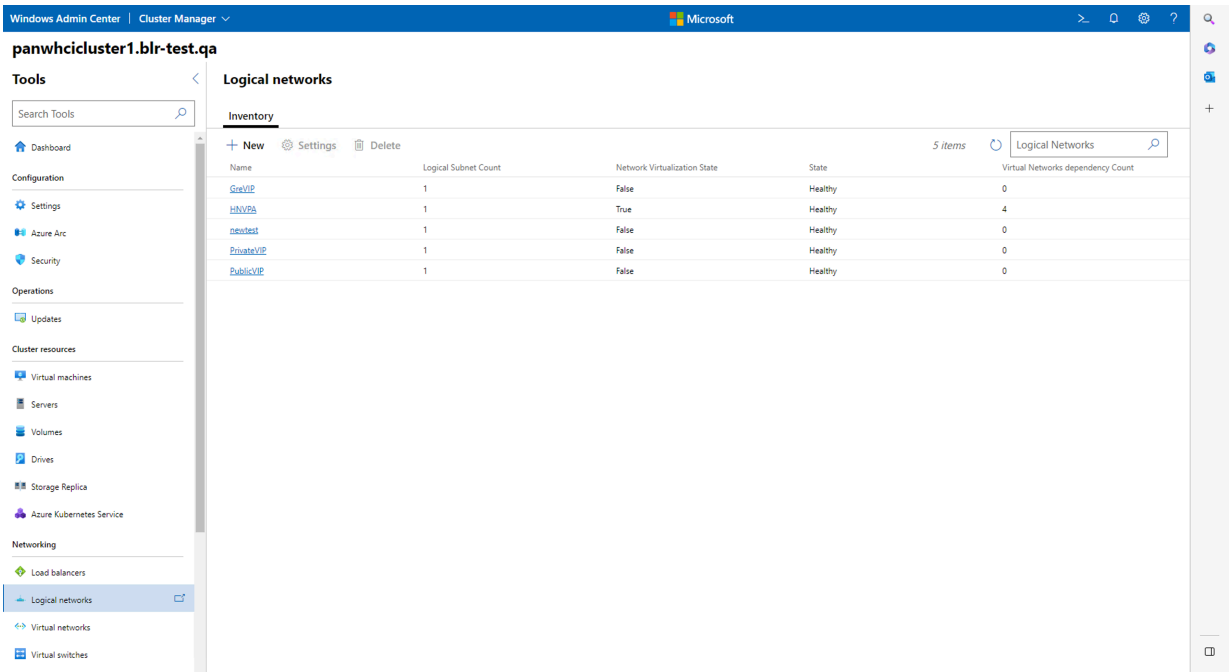 Windows Admin Center | Cluster Manager
Microsoft
panwhcicluster1.blr-test.qa
Tools
Search Tools
Dashboard
Configuration
Settings
Azure Arc
Security
Operations
Updates
Cluster resources
Virtual machines
Servers
Volumes
Drives
Storage Replica
Azure Kubernetes Service
Networking
Load balancers
Logical networks
Virtual networks
Virtual switches
Logical networks
Inventory
New Settings Delete 5 items Logical Networks
Name Logical Subnet Count Network Virtualization State State Virtual Networks dependency Count
GreVIP 1 False Healthy 0
HNVPA 1 True Healthy 4
newtest 1 False Healthy 0
PrivateVIP 1 False Healthy 0
PublicVIP 1 False Healthy 0